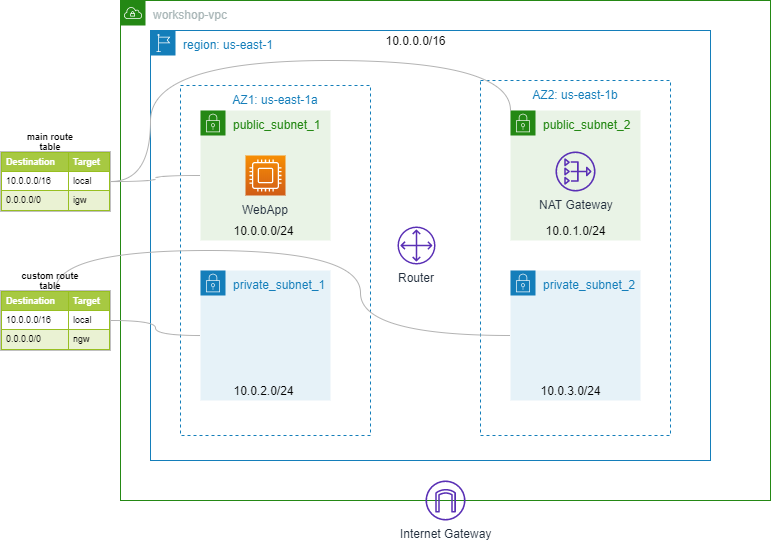 workshop-vpc
region: us-east-1
10.0.0.0/16
AZ1: us-east-1a
AZ2: us-east-1b
public_subnet_1
public_subnet_2
main route
table
Destination Target
10.0.0.0/16 local
0.0.0.0/0 igw
WebApp
NAT Gateway
10.0.0.0/24
10.0.1.0/24
Router
custom route
table
Destination Target
10.0.0.0/16 local
0.0.0.0/0 ngw
private_subnet_1
private_subnet_2
10.0.2.0/24
10.0.3.0/24
Internet Gateway